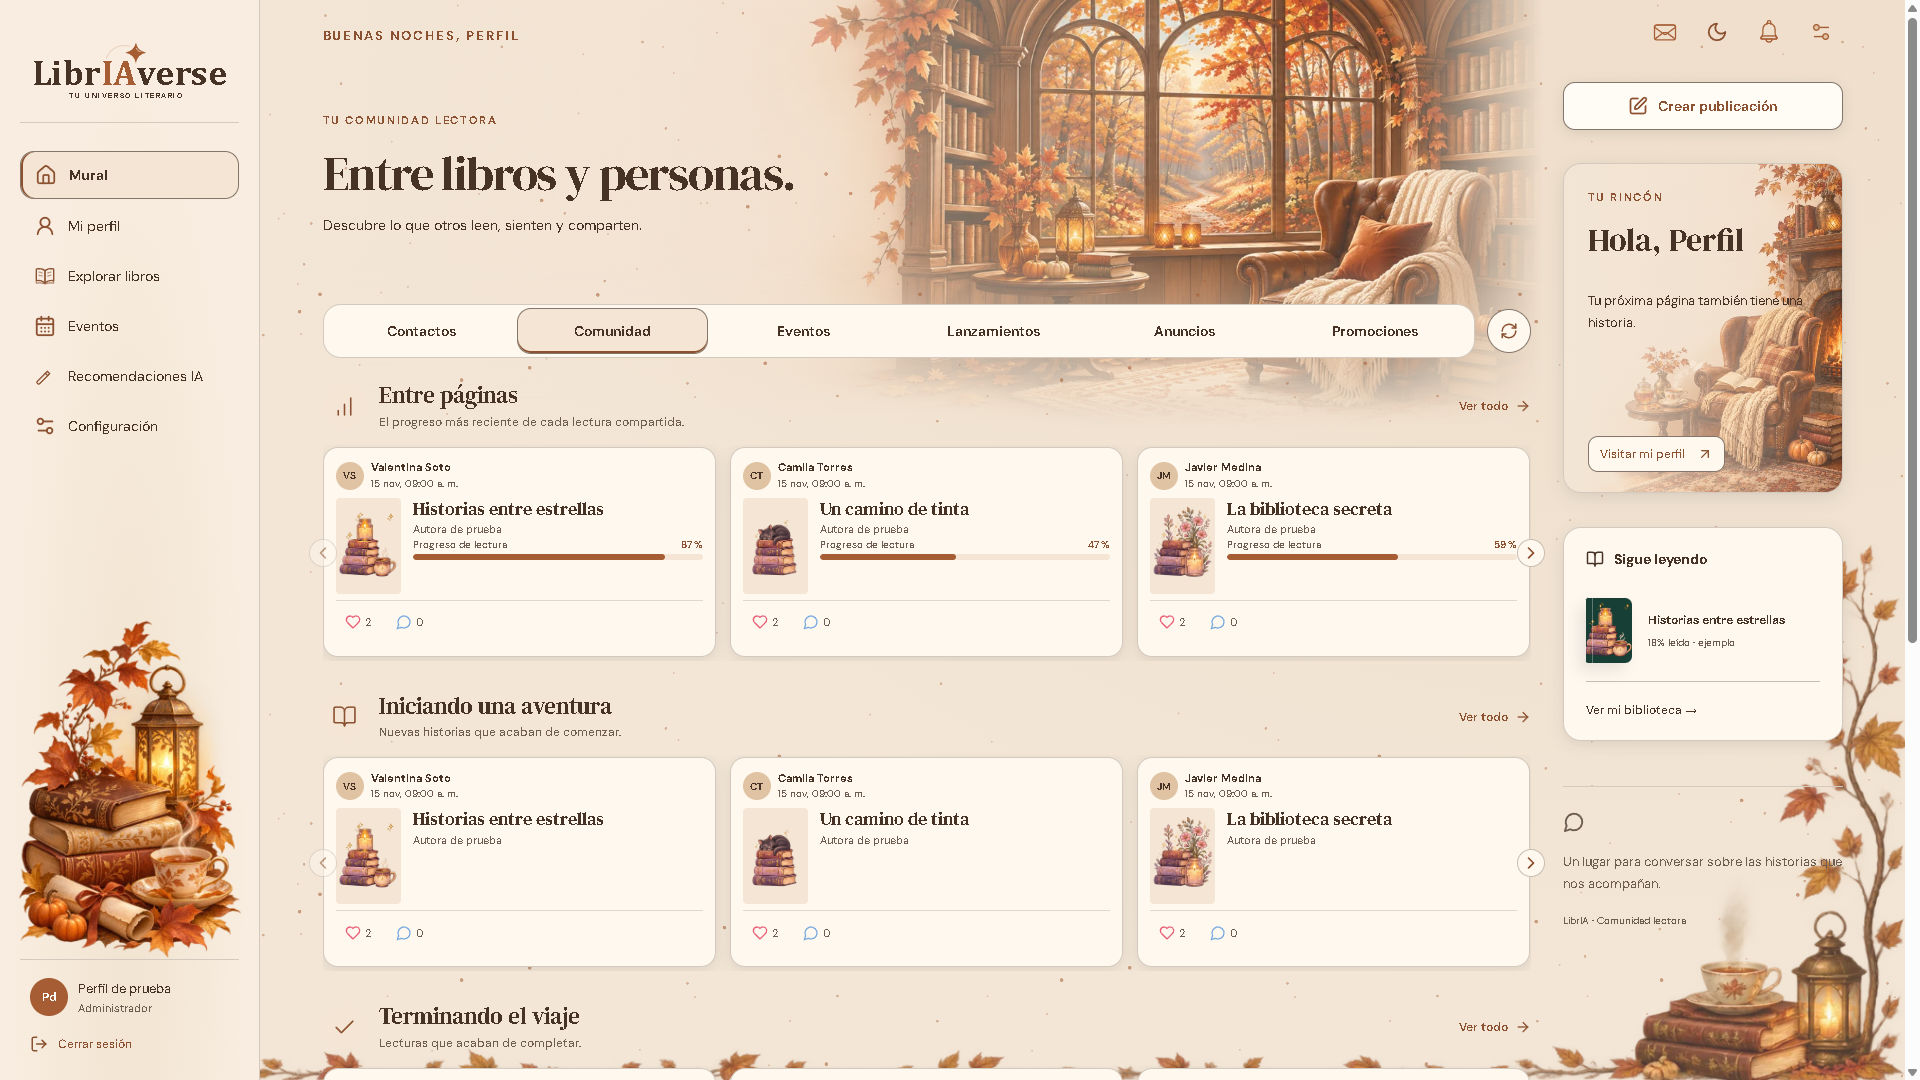 LibrIAverse
TU UNIVERSO LITERARIO
Mural
Mi perfil
Explorar libros
Eventos
Recomendaciones IA
Configuración
Pd
Perfil de prueba
Administrador
Cerrar sesión
BUENAS NOCHES, PERFIL
TU COMUNIDAD LECTORA
Entre libros y personas.
Descubre lo que otros leen, sienten y comparten.
Contactos
Comunidad
Eventos
Lanzamientos
Anuncios
Promociones
Entre páginas
El progreso más reciente de cada lectura compartida.
Ver todo
VS
Valentina Soto
15 nov, 09:00 a. m.
Historias entre estrellas
Autora de prueba
Progreso de lectura
87 %
2
0
CT
Camila Torres
15 nov, 09:00 a. m.
Un camino de tinta
Autora de prueba
Progreso de lectura
47 %
2
0
JM
Javier Medina
15 nov, 09:00 a. m.
La biblioteca secreta
Autora de prueba
Progreso de lectura
59 %
2
0
Iniciando una aventura
Nuevas historias que acaban de comenzar.
Ver todo
VS
Valentina Soto
15 nov, 09:00 a. m.
Historias entre estrellas
Autora de prueba
2
0
CT
Camila Torres
15 nov, 09:00 a. m.
Un camino de tinta
Autora de prueba
2
0
JM
Javier Medina
15 nov, 09:00 a. m.
La biblioteca secreta
Autora de prueba
2
0
Terminando el viaje
Lecturas que acaban de completar.
Ver todo
Crear publicación
TU RINCÓN
Hola, Perfil
Tu próxima página también tiene una
historia.
Visitar mi perfil
Sigue leyendo
Historias entre estrellas
18% leído · ejemplo
Ver mi biblioteca →
Un lugar para conversar sobre las historias que
nos acompañan.
LibrIA · Comunidad lectora